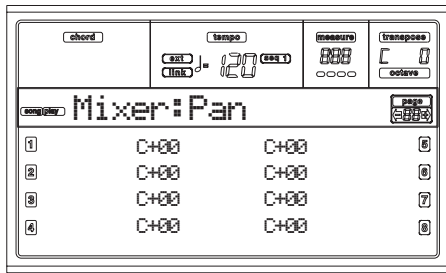 chord tempo measure transpose
ext ♩= 120 seq 1 888 C 0
link octave
song play Mixer:Pan page
88
1 C+00 C+00 5
2 C+00 C+00 6
3 C+00 C+00 7
4 C+00 C+00 8